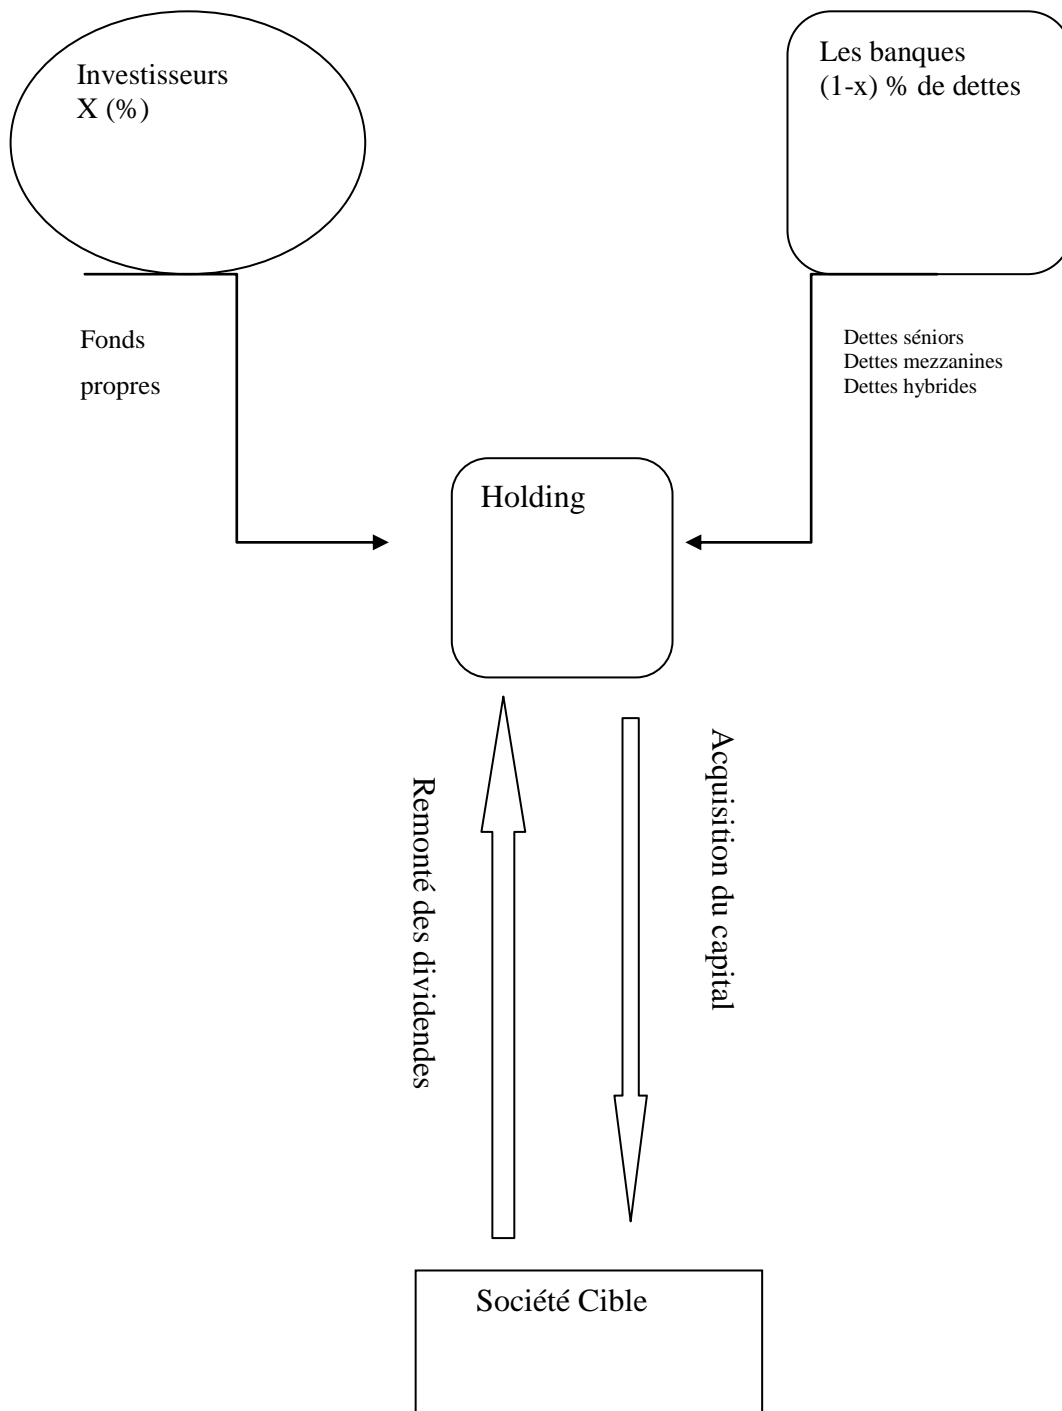 Investisseurs
X (%)
Les banques
(1-x) % de dettes
Fonds
propres
Dettes séniors
Dettes mezzanines
Dettes hybrides
Holding
Remonté des dividendes
Acquisition du capital
Société Cible